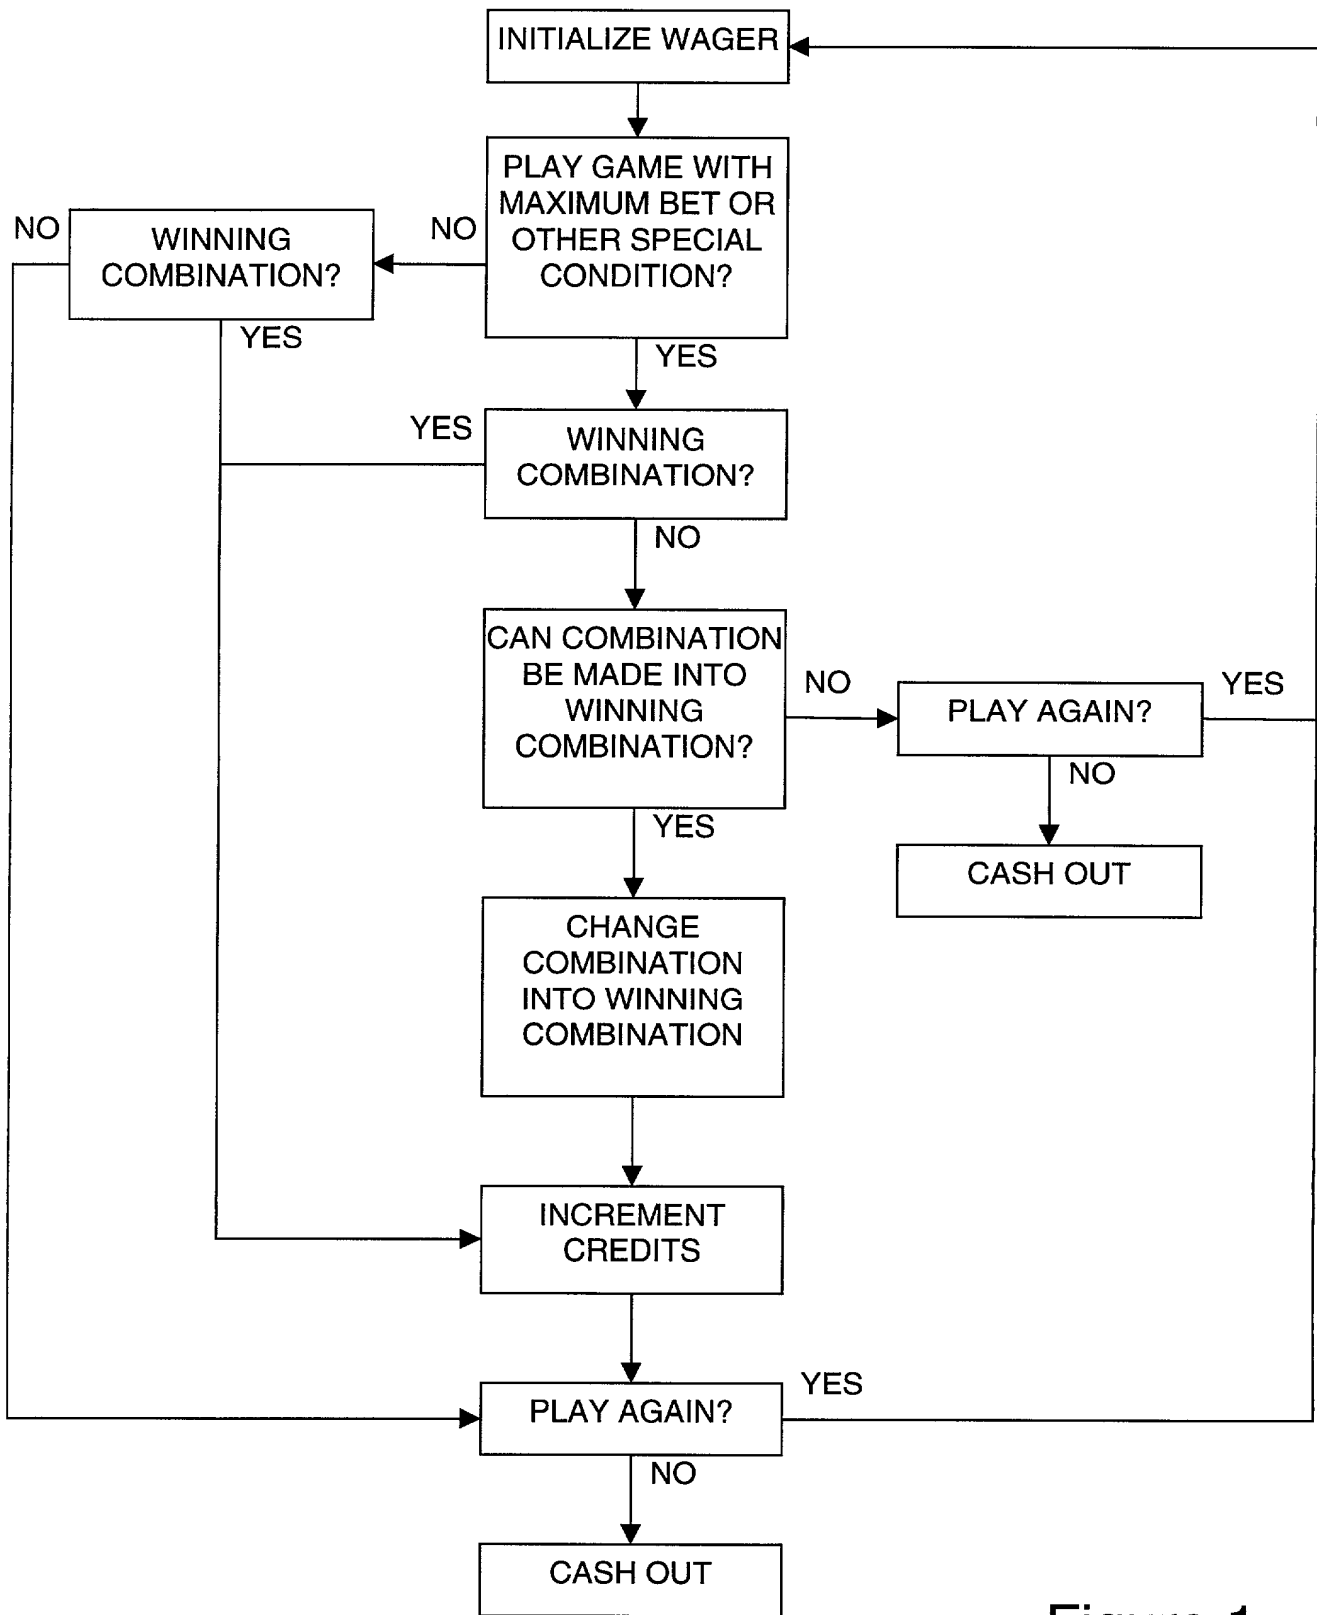 INITIALIZE WAGER
PLAY GAME WITH
MAXIMUM BET OR
OTHER SPECIAL
CONDITION?
NO
WINNING
COMBINATION?
NO
YES
YES
YES
WINNING
COMBINATION?
NO
CAN COMBINATION
BE MADE INTO
WINNING
COMBINATION?
NO
PLAY AGAIN?
YES
NO
CASH OUT
YES
CHANGE
COMBINATION
INTO WINNING
COMBINATION
INCREMENT
CREDITS
PLAY AGAIN?
YES
NO
CASH OUT
Figure 1